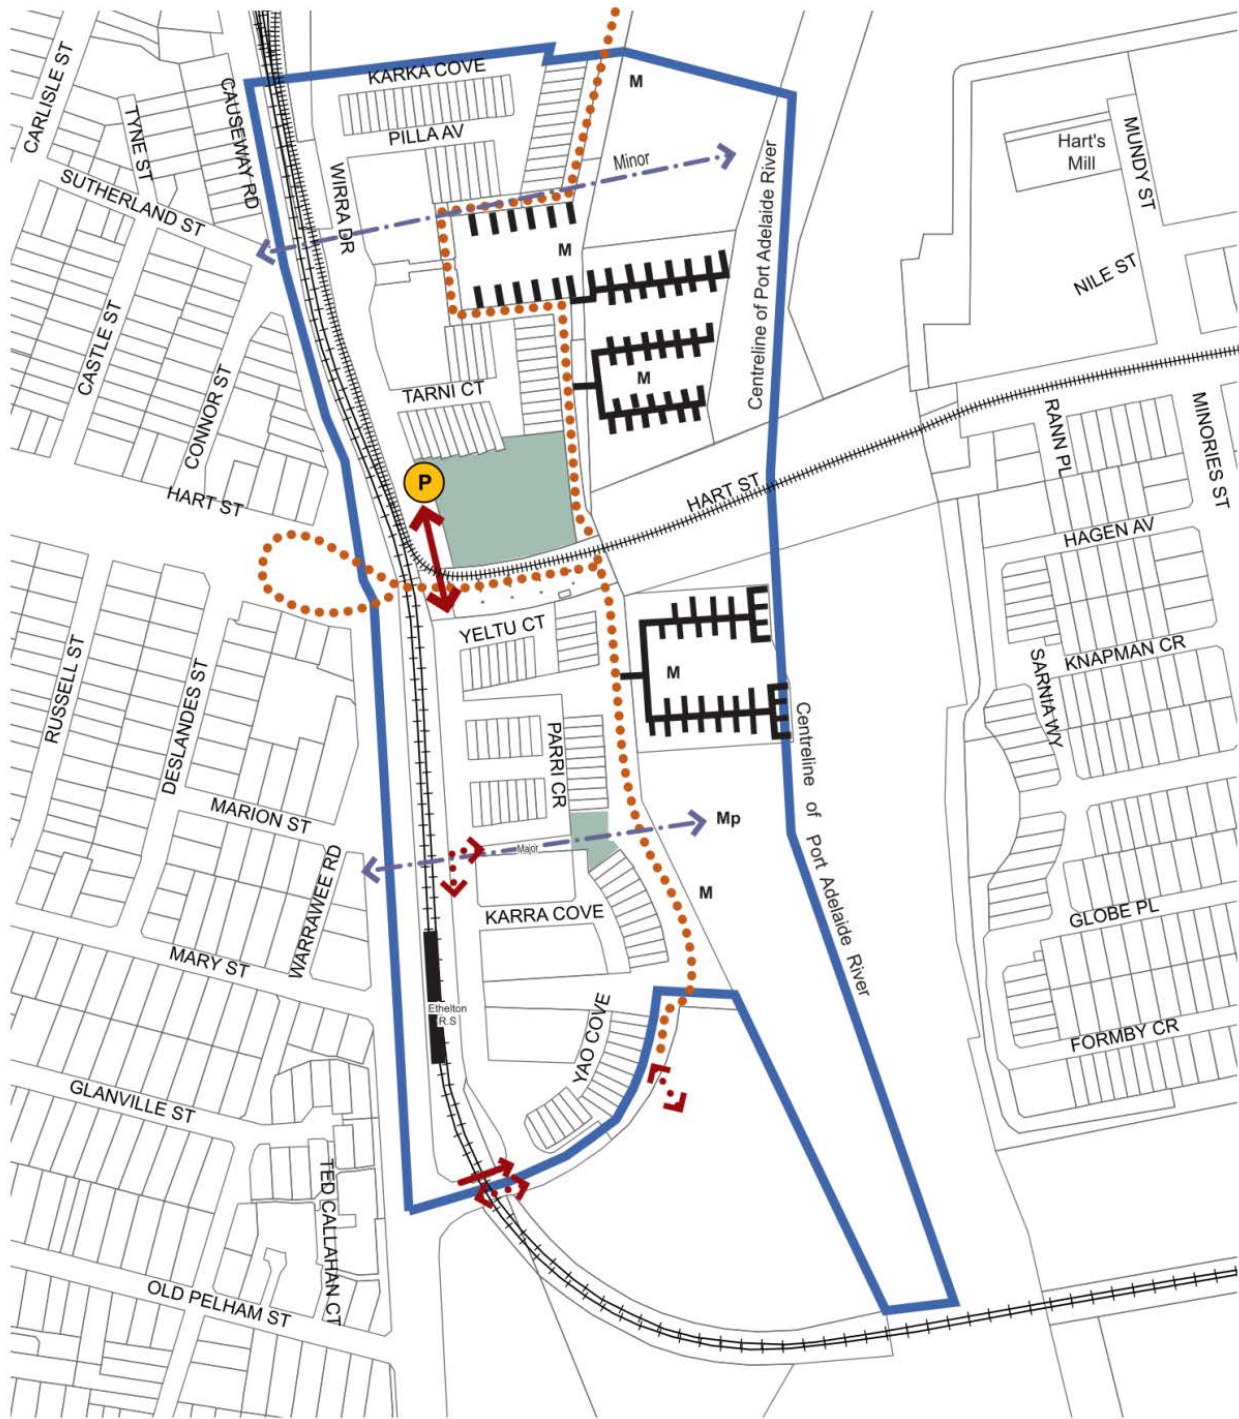 KARKA COVE
CARLISLE ST
M
CAUSEWAY RD
TYNE ST
PILLA AV
Hart's
Mill
MUNDY ST
Minor
SUTHERLAND ST
WIRRA DR
Centreline of Port Adelaide River
M
NILE ST
CASTLE ST
M
TARNI CT
CONNOR ST
RANN PL
MINORIES ST
P
HART ST
HART ST
HAGEN AV
YELTU CT
RUSSELL ST
DESLANDES ST
M
KNAPMAN CR
SARNIA WY
PARRI CR
Centreline of Port Adelaide River
MARION ST
Mp
Major
WARRAWEE RD
M
KARRA COVE
GLOBE PL
MARY ST
Ethelton
R.S
YAO COVE
FORMBY CR
GLANVILLE ST
TED CALLAHAN CT
OLD PELHAM ST